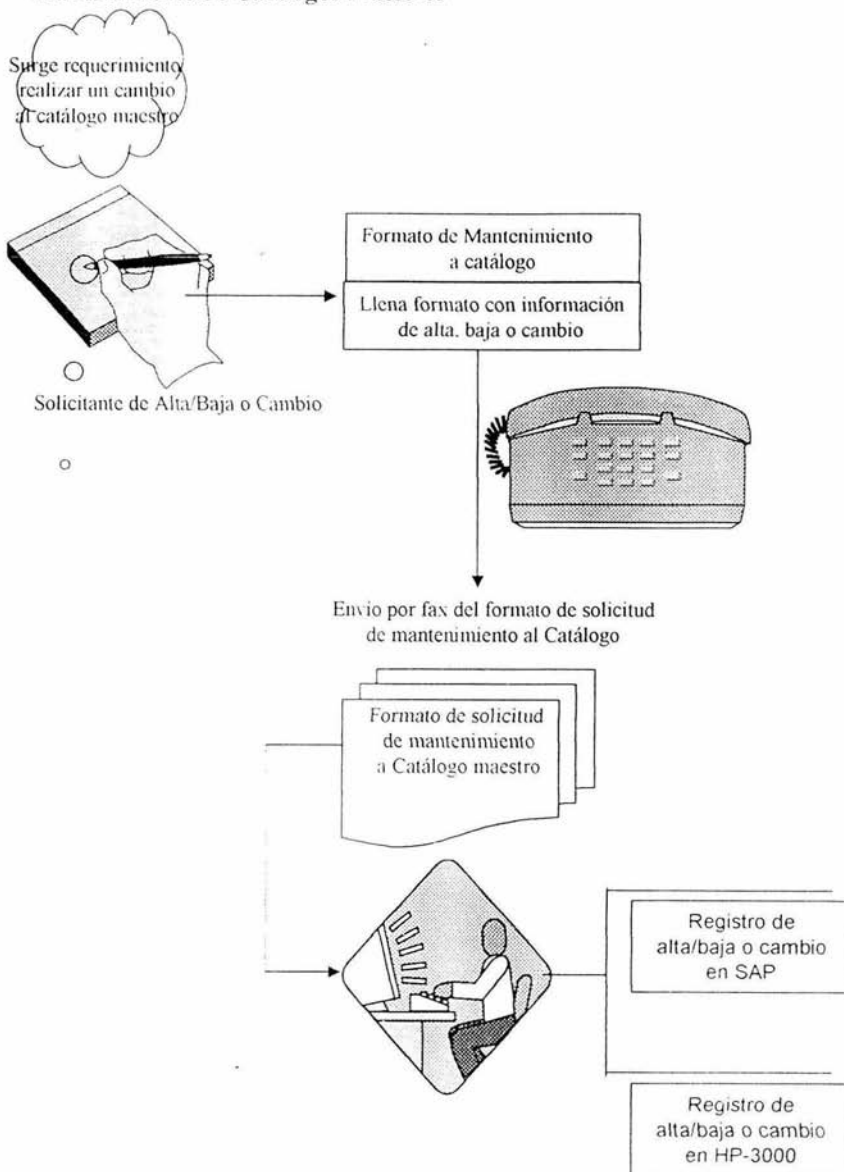 Surge requerimiento
realizar un cambio
al catálogo maestro
Formato de Mantenimiento
a catálogo
Llena formato con información
de alta, baja o cambio
Solicitante de Alta/Baja o Cambio
Envio por fax del formato de solicitud
de mantenimiento al Catálogo
Formato de solicitud
de mantenimiento
a Catálogo maestro
Registro de
alta/baja o cambio
en SAP
Registro de
alta/baja o cambio
en HP-3000